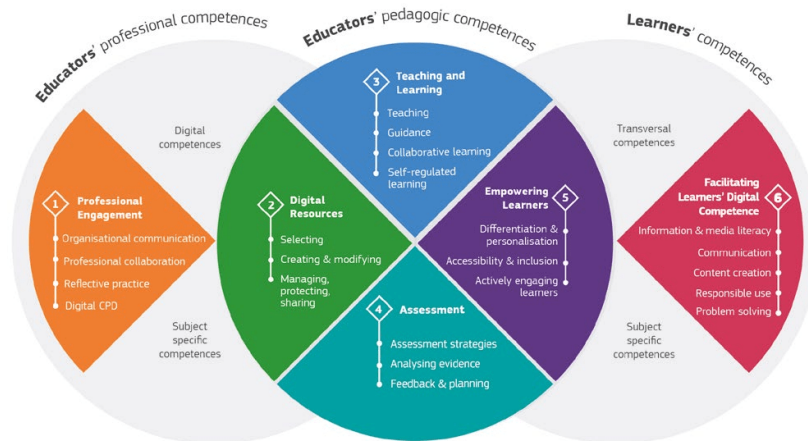 Educators' professional competences
Educators' pedagogic competences
Learners' competences
Digital
competences
Subject
specific
competences
1
Professional
Engagement
Organisational communication
Professional collaboration
Reflective practice
Digital CPD
2
Digital
Resources
Selecting
Creating & modifying
Managing,
protecting,
sharing
3
Teaching and
Learning
Teaching
Guidance
Collaborative learning
Self-regulated
learning
4
Assessment
Assessment strategies
Analysing evidence
Feedback & planning
5
Empowering
Learners
Differentiation &
personalisation
Accessibility & inclusion
Actively engaging
learners
Transversal
competences
Subject
specific
competences
6
Facilitating
Learners' Digital
Competence
Information & media literacy
Communication
Content creation
Responsible use
Problem solving